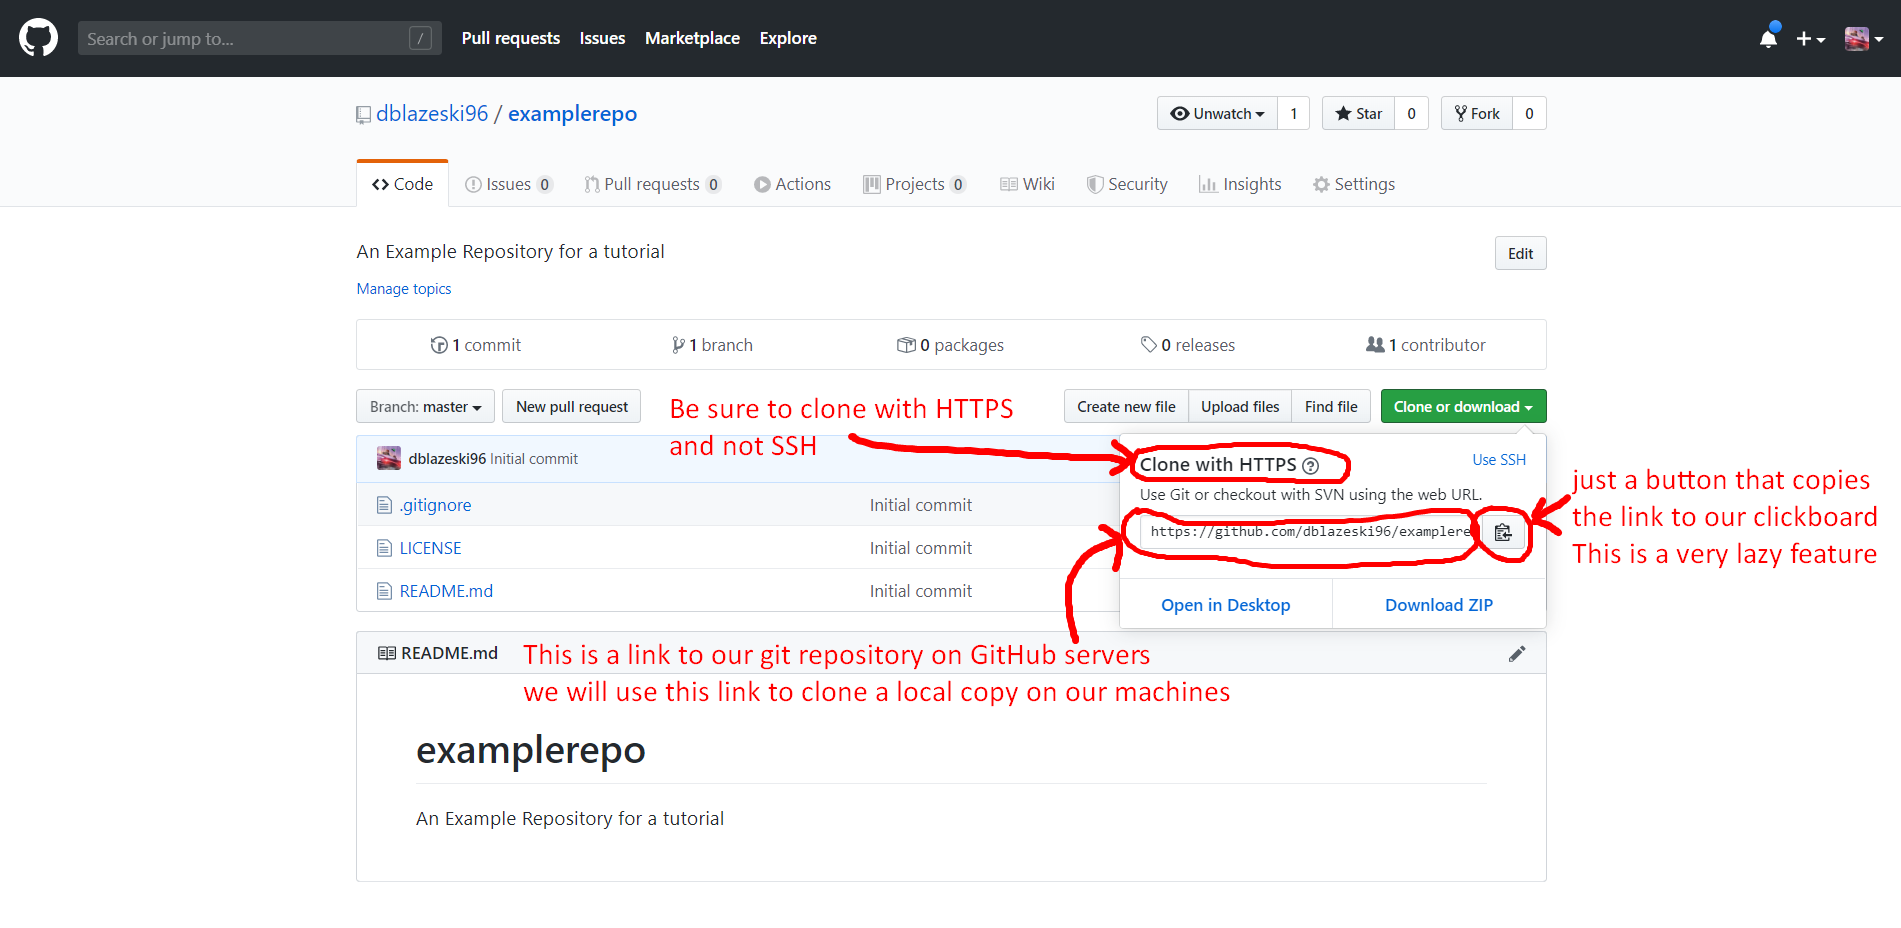 Search or jump to... /
Pull requests Issues Marketplace Explore
dblazeski96 / examplerepo
Unwatch 1 Star 0 Fork 0
Code Issues 0 Pull requests 0 Actions Projects 0 Wiki Security Insights Settings
An Example Repository for a tutorial
Edit
Manage topics
1 commit 1 branch 0 packages 0 releases 1 contributor
Branch: master New pull request
Create new file Upload files Find file Clone or download
Be sure to clone with HTTPS
and not SSH
dblazeski96 Initial commit
.gitignore Initial commit
LICENSE Initial commit
README.md Initial commit
Clone with HTTPS ?
Use SSH
Use Git or checkout with SVN using the web URL.
https://github.com/dblazeski96/examplere
Open in Desktop Download ZIP
just a button that copies
the link to our clickboard
This is a very lazy feature
README.md
This is a link to our git repository on GitHub servers
we will use this link to clone a local copy on our machines
examplerepo
An Example Repository for a tutorial